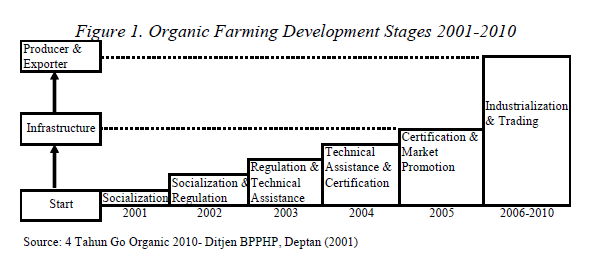 Figure 1. Organic Farming Development Stages 2001-2010
Producer &
Exporter
Infrastructure
Start
Socialization
Socialization &
Regulation
Regulation &
Technical
Assistance
Technical
Assistance &
Certification
Certification &
Market
Promotion
Industrialization
& Trading
2001
2002
2003
2004
2005
2006-2010
Source: 4 Tahun Go Organic 2010- Ditjen BPPHP, Deptan (2001)